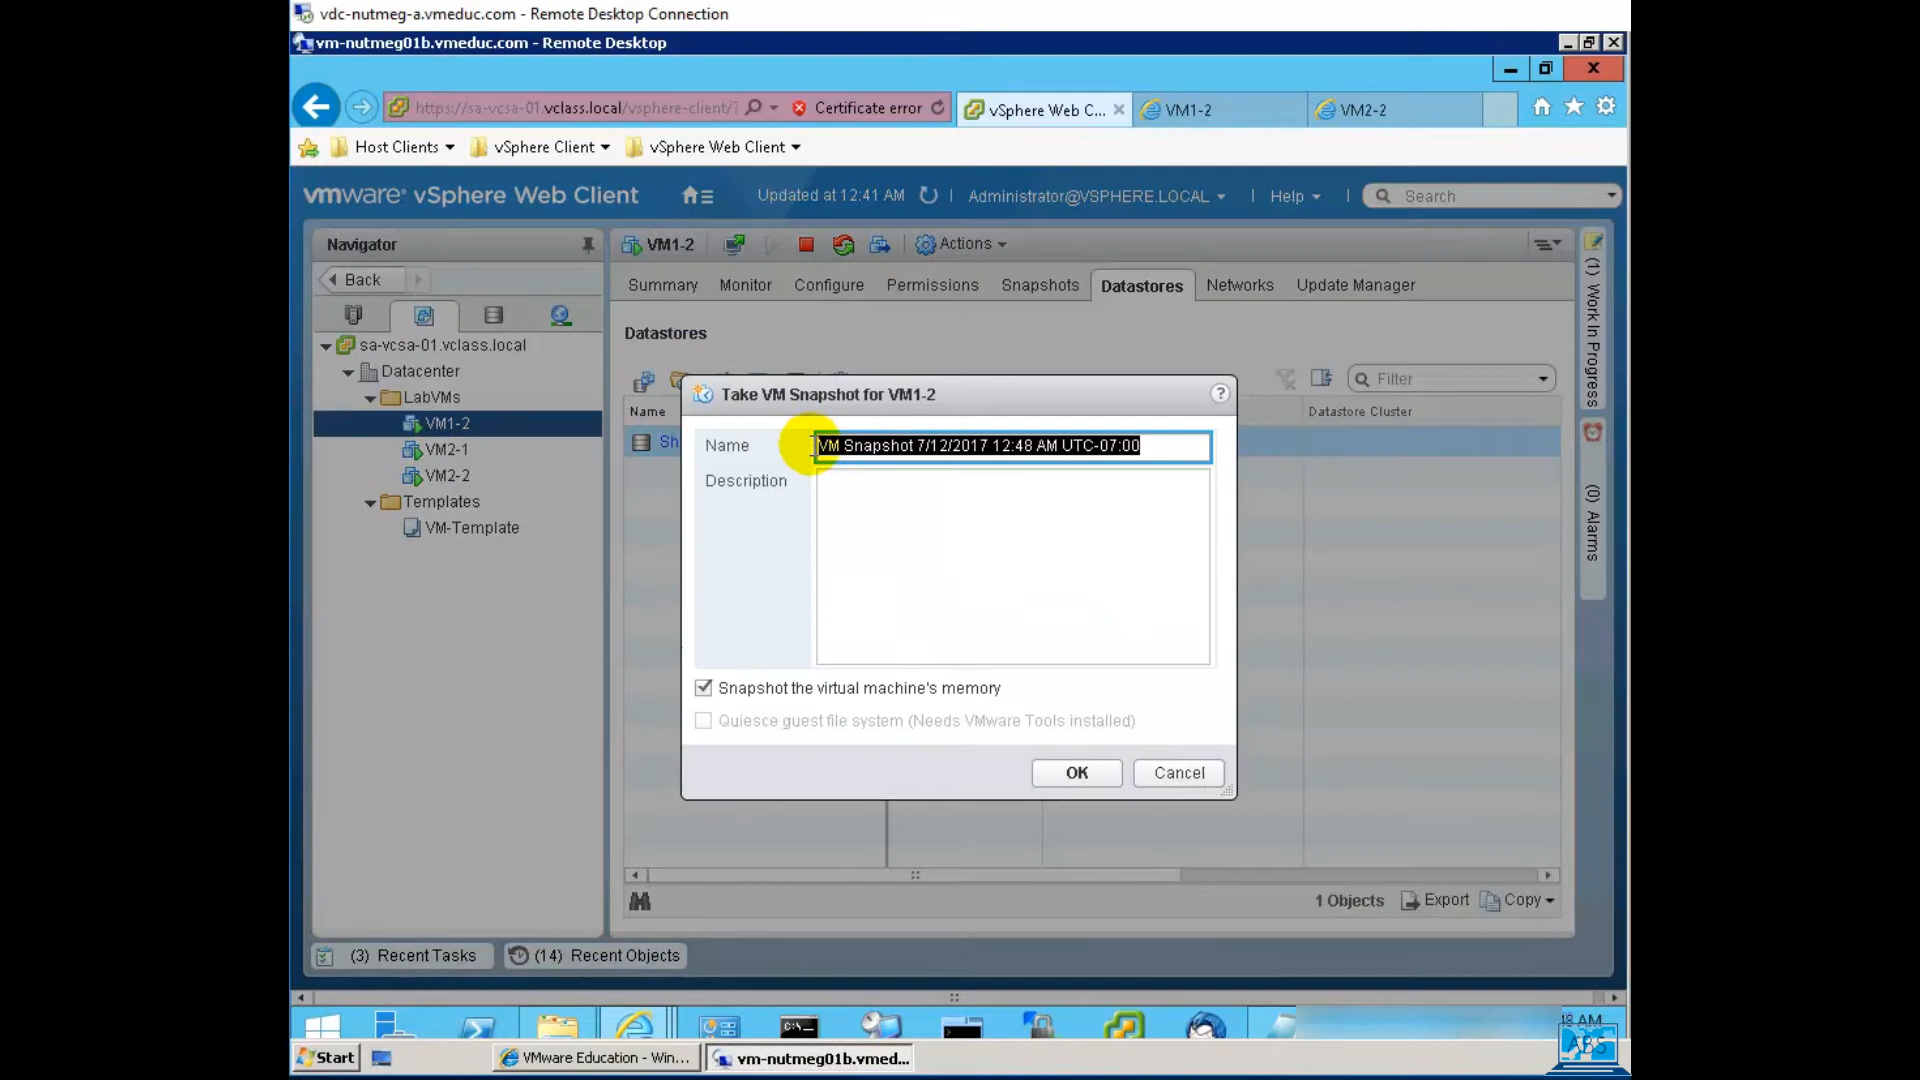 vdc-nutmeg-a.vmeduc.com - Remote Desktop Connection
vm-nutmeg01b.vmeduc.com - Remote Desktop
https://sa-vcsa-01.vclass.local/vsphere-client/?
Certificate error
vSphere Web C...
VM1-2
VM2-2
Host Clients
vSphere Client
vSphere Web Client
vmware® vSphere Web Client
Updated at 12:41 AM
Administrator@VSPHERE.LOCAL
Help
Search
Navigator
Back
sa-vcsa-01.vclass.local
Datacenter
LabVMs
VM1-2
VM2-1
VM2-2
Templates
VM-Template
VM1-2
Actions
Summary
Monitor
Configure
Permissions
Snapshots
Datastores
Networks
Update Manager
Datastores
Filter
Name
Datastore Cluster
Sh
Take VM Snapshot for VM1-2
?
Name
VM Snapshot 7/12/2017 12:48 AM UTC-07:00
Description
Snapshot the virtual machine's memory
Quiesce guest file system (Needs VMware Tools installed)
OK
Cancel
1 Objects
Export
Copy
(1) Work In Progress
(0) Alarms
(3) Recent Tasks
(14) Recent Objects
Start
VMware Education - Win...
vm-nutmeg01b.vmed...
ABS